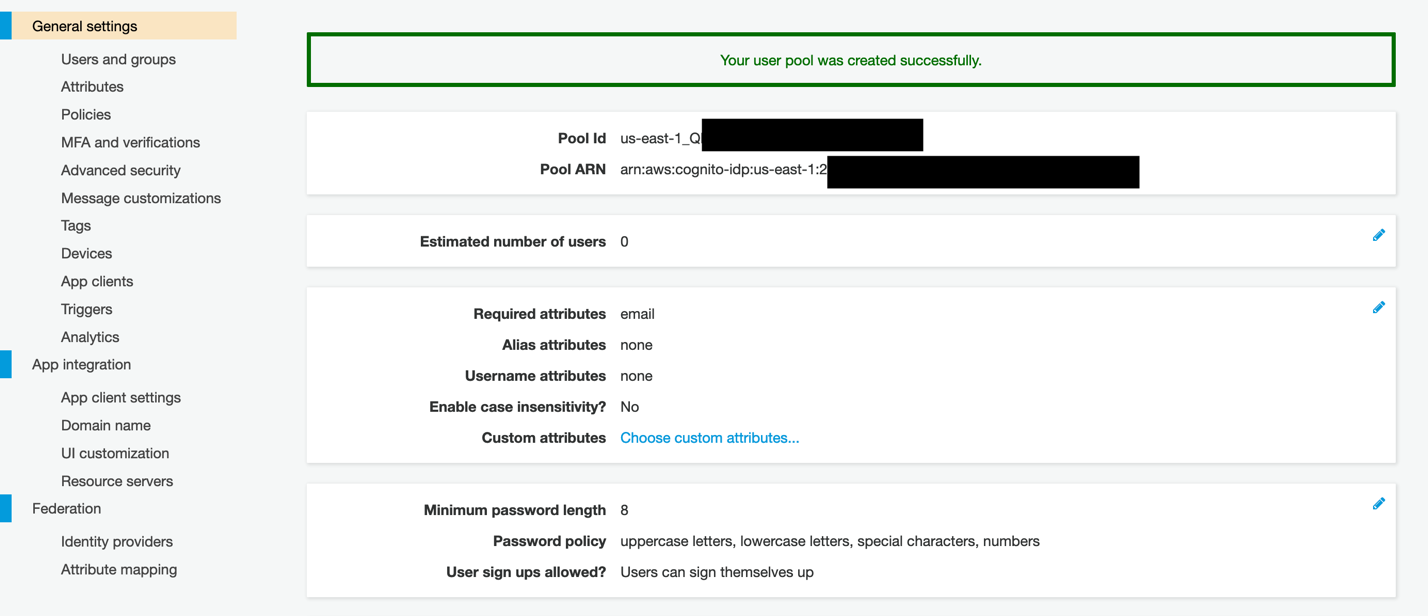 General settings
Users and groups
Attributes
Policies
MFA and verifications
Advanced security
Message customizations
Tags
Devices
App clients
Triggers
Analytics
App integration
App client settings
Domain name
UI customization
Resource servers
Federation
Identity providers
Attribute mapping
Your user pool was created successfully.
Pool Id us-east-1_Q
Pool ARN arn:aws:cognito-idp:us-east-1:2
Estimated number of users 0
Required attributes email
Alias attributes none
Username attributes none
Enable case insensitivity? No
Custom attributes Choose custom attributes...
Minimum password length 8
Password policy uppercase letters, lowercase letters, special characters, numbers
User sign ups allowed? Users can sign themselves up